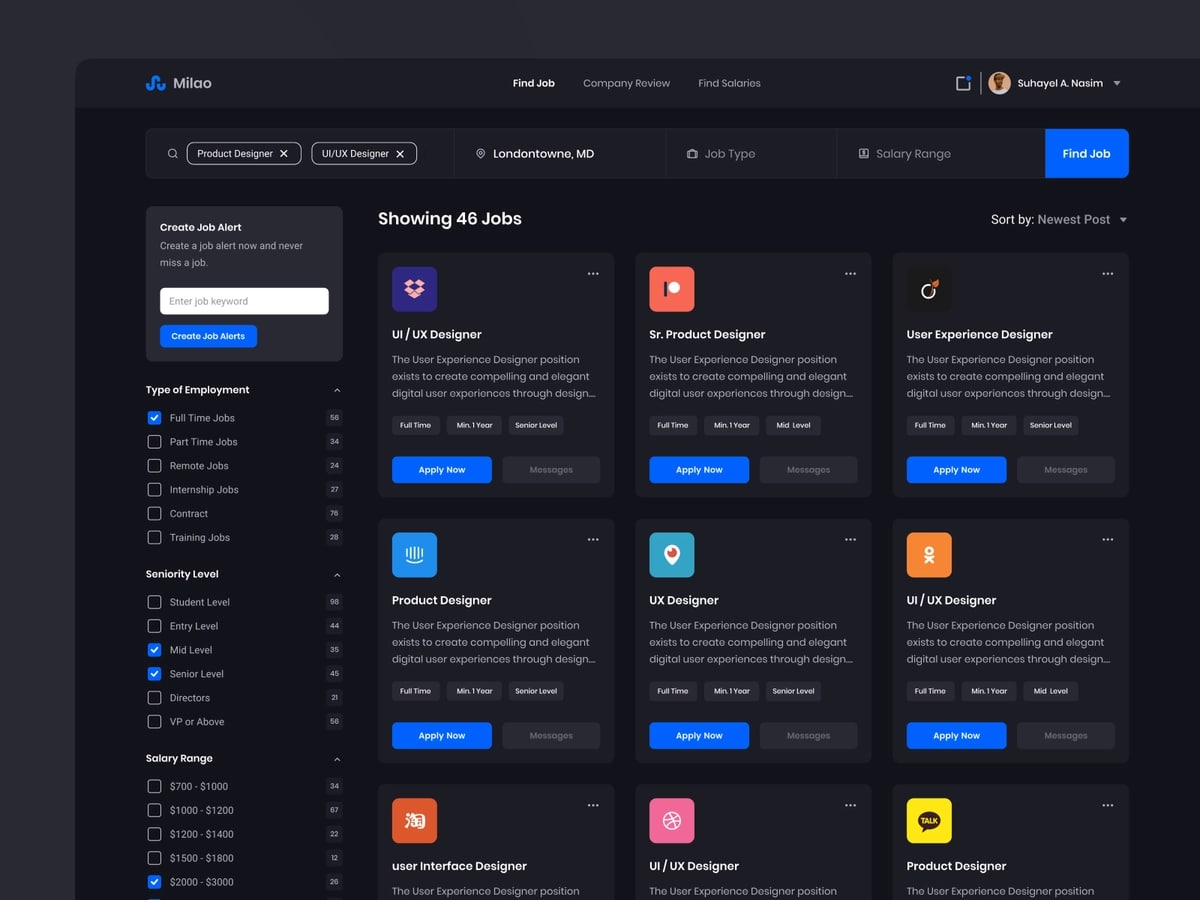 Milao
Find Job
Company Review
Find Salaries
Suhayel A. Nasim
Product Designer
UI/UX Designer
Londontowne, MD
Job Type
Salary Range
Find Job
Create Job Alert
Create a job alert now and never
miss a job.
Enter job keyword
Create Job Alerts
Type of Employment
Full Time Jobs 56
Part Time Jobs 34
Remote Jobs 24
Internship Jobs 27
Contract 76
Training Jobs 28
Seniority Level
Student Level 98
Entry Level 44
Mid Level 35
Senior Level 45
Directors 21
VP or Above 56
Salary Range
$700 - $1000 34
$1000 - $1200 67
$1200 - $1400 22
$1500 - $1800 12
$2000 - $3000 26
Showing 46 Jobs
Sort by: Newest Post
UI / UX Designer
The User Experience Designer position
exists to create compelling and elegant
digital user experiences through design...
Full Time Min. 1 Year Senior Level
Apply Now Messages
Sr. Product Designer
The User Experience Designer position
exists to create compelling and elegant
digital user experiences through design...
Full Time Min. 1 Year Mid Level
Apply Now Messages
User Experience Designer
The User Experience Designer position
exists to create compelling and elegant
digital user experiences through design...
Full Time Min. 1 Year Senior Level
Apply Now Messages
Product Designer
The User Experience Designer position
exists to create compelling and elegant
digital user experiences through design...
Full Time Min. 1 Year Senior Level
Apply Now Messages
UX Designer
The User Experience Designer position
exists to create compelling and elegant
digital user experiences through design...
Full Time Min. 1 Year Senior Level
Apply Now Messages
UI / UX Designer
The User Experience Designer position
exists to create compelling and elegant
digital user experiences through design...
Full Time Min. 1 Year Mid Level
Apply Now Messages
user Interface Designer
The User Experience Designer position
UI / UX Designer
The User Experience Designer position
TALK
Product Designer
The User Experience Designer position